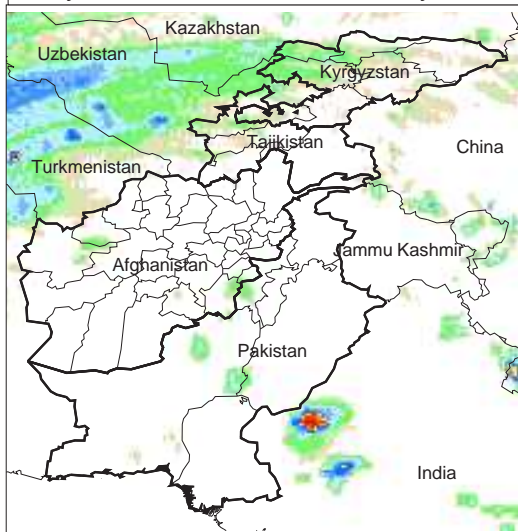 Kazakhstan
Uzbekistan
Kyrgyzstan
Tajikistan
China
Turkmenistan
Jammu Kashmir
Afghanistan
Pakistan
India